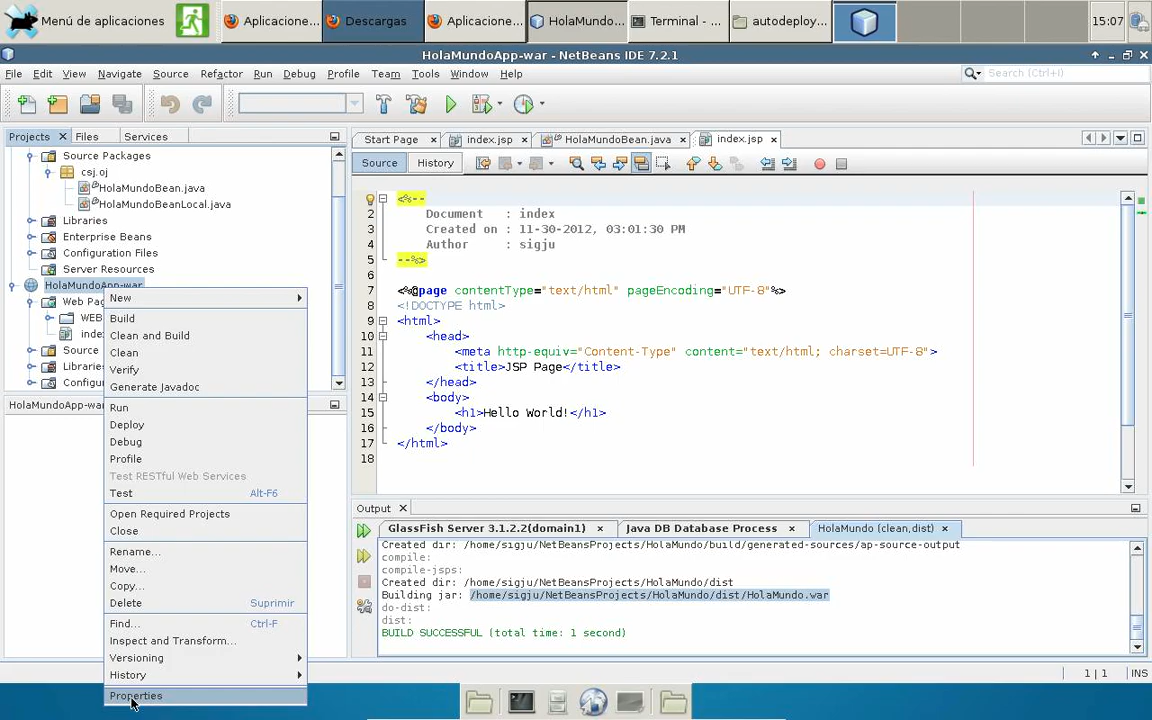 Menú de aplicaciones
Aplicacione...
Descargas
Aplicacione...
HolaMundo...
Terminal - ...
autodeploy...
15:07
HolaMundoApp-war - NetBeans IDE 7.2.1
File Edit View Navigate Source Refactor Run Debug Profile Team Tools Window Help
Search (Ctrl+I)
Projects Files Services
Source Packages
csj.oj
HolaMundoBean.java
HolaMundoBeanLocal.java
Libraries
Enterprise Beans
Configuration Files
Server Resources
HolaMundoApp-war
Web Pag
WEB
inde
Source
Librarie
Configu
HolaMundoApp-war
New
Build
Clean and Build
Clean
Verify
Generate Javadoc
Run
Deploy
Debug
Profile
Test RESTful Web Services
Test Alt-F6
Open Required Projects
Close
Rename...
Move...
Copy...
Delete Suprimir
Find... Ctrl-F
Inspect and Transform...
Versioning
History
Properties
Start Page index.jsp HolaMundoBean.java index.jsp
Source History
<%--
2 Document : index
3 Created on : 11-30-2012, 03:01:30 PM
4 Author : sigju
5 --%>
6
7 <%@page contentType="text/html" pageEncoding="UTF-8"%>
8 <!DOCTYPE html>
9 <html>
10 <head>
11 <meta http-equiv="Content-Type" content="text/html; charset=UTF-8">
12 <title>JSP Page</title>
13 </head>
14 <body>
15 <h1>Hello World!</h1>
16 </body>
17 </html>
18
Output
GlassFish Server 3.1.2.2(domain1) Java DB Database Process HolaMundo (clean,dist)
Created dir: /home/sigju/NetBeansProjects/HolaMundo/build/generated-sources/ap-source-output
compile:
compile-jsps:
Created dir: /home/sigju/NetBeansProjects/HolaMundo/dist
Building jar: /home/sigju/NetBeansProjects/HolaMundo/dist/HolaMundo.war
do-dist:
dist:
BUILD SUCCESSFUL (total time: 1 second)
1 | 1 INS